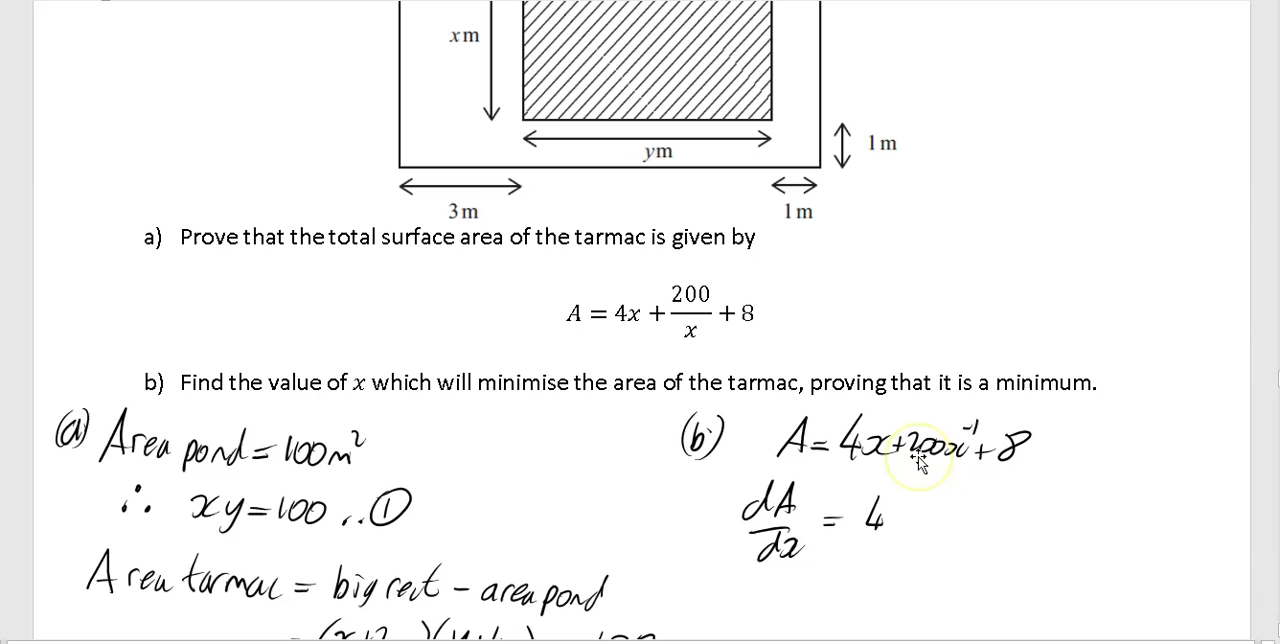 x m
y m
1 m
3 m
1 m
a) Prove that the total surface area of the tarmac is given by
A = 4x + 200/x + 8
b) Find the value of x which will minimise the area of the tarmac, proving that it is a minimum.
(a) Area pond = 100m²
∴ xy = 100 ..①
Area tarmac = big rect - area pond
(b) A = 4x + 200x⁻¹ + 8
dA/dx = 4